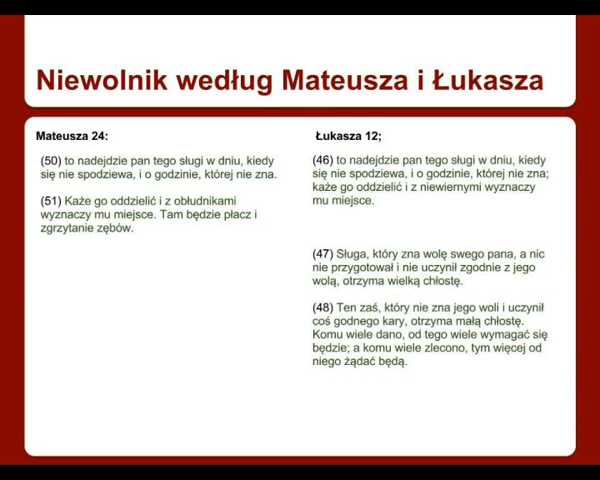 Niewolnik według Mateusza i Łukasza
Mateusza 24:
(50) to nadejdzie pan tego sługi w dniu, kiedy
się nie spodziewa, i o godzinie, której nie zna.
(51) Każe go oddzielić i z obłudnikami
wyznaczy mu miejsce. Tam będzie płacz i
zgrzytanie zębów.
Łukasza 12;
(46) to nadejdzie pan tego sługi w dniu, kiedy
się nie spodziewa, i o godzinie, której nie zna;
każe go oddzielić i z niewiernymi wyznaczy
mu miejsce.
(47) Sługa, który zna wolę swego pana, a nic
nie przygotował i nie uczynił zgodnie z jego
wolą, otrzyma wielką chłostę.
(48) Ten zaś, który nie zna jego woli i uczynił
coś godnego kary, otrzyma małą chłostę.
Komu wiele dano, od tego wiele wymagać się
będzie; a komu wiele zlecono, tym więcej od
niego żądać będą.